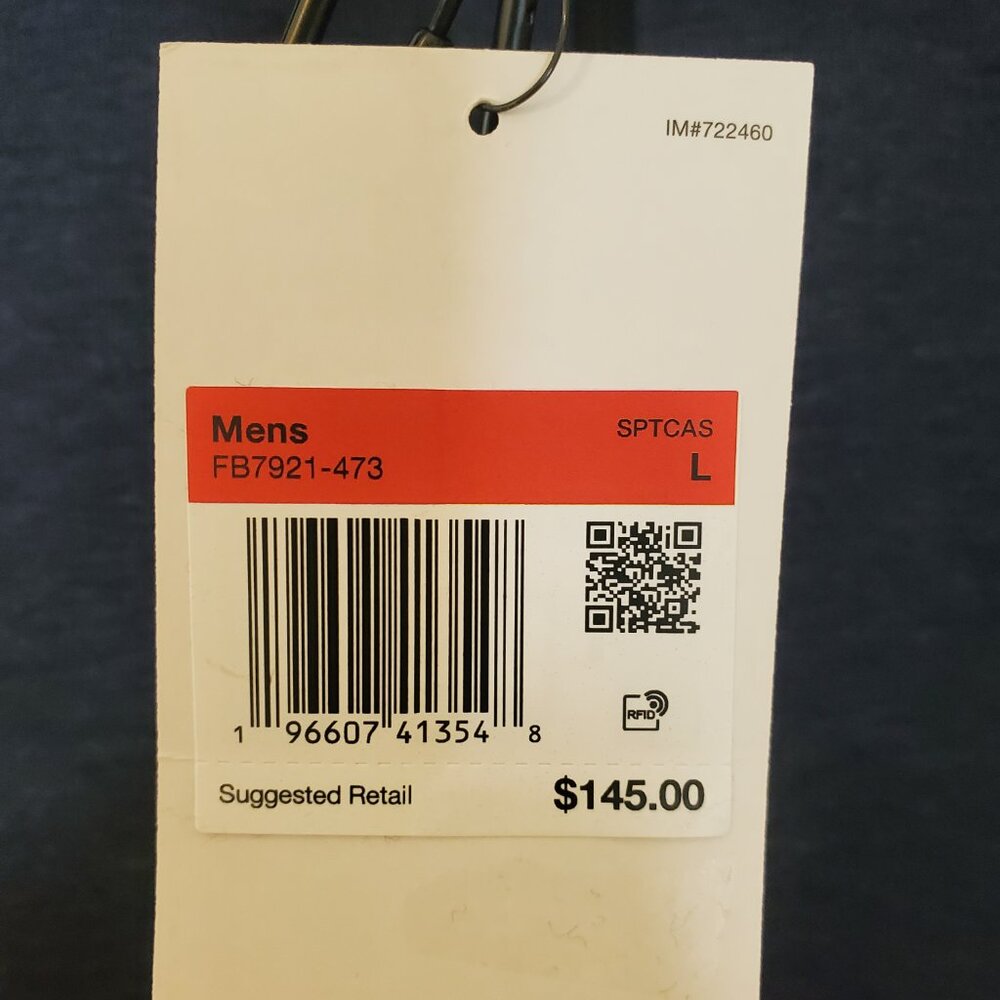 IM#722460
Mens
SPTCAS
FB7921-473
L
1 96607 41354 8
RFID
Suggested Retail
$145.00